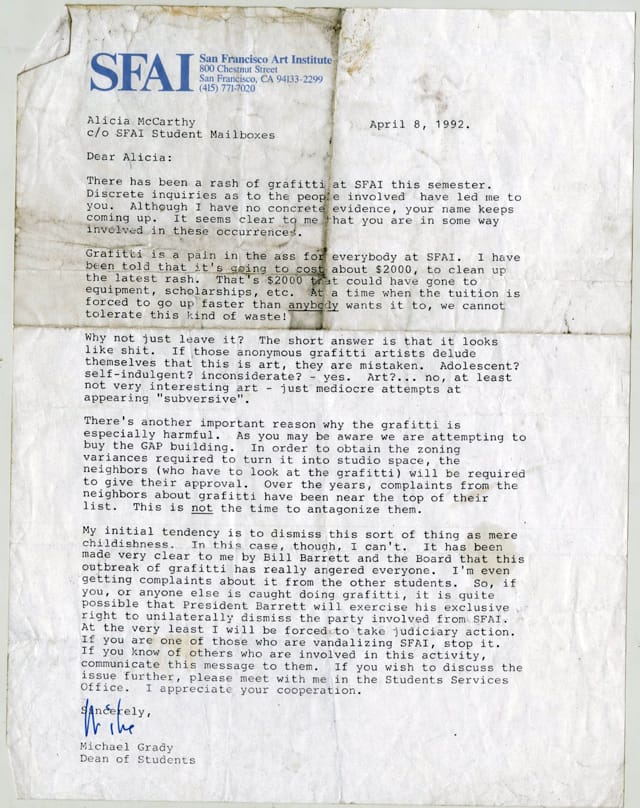 SFAI
San Francisco Art Institute
800 Chestnut Street
San Francisco, CA 94133-2299
(415) 771-7020
Alicia McCarthy
c/o SFAI Student Mailboxes
April 8, 1992.
Dear Alicia:
There has been a rash of grafitti at SFAI this semester.
Discrete inquiries as to the people involved have led me to
you. Although I have no concrete evidence, your name keeps
coming up. It seems clear to me that you are in some way
involved in these occurrences.
Grafitti is a pain in the ass for everybody at SFAI. I have
been told that it's going to cost about $2000, to clean up
the latest rash. That's $2000 that could have gone to
equipment, scholarships, etc. At a time when the tuition is
forced to go up faster than anybody wants it to, we cannot
tolerate this kind of waste!
Why not just leave it? The short answer is that it looks
like shit. If those anonymous grafitti artists delude
themselves that this is art, they are mistaken. Adolescent?
self-indulgent? inconsiderate? - yes. Art?... no, at least
not very interesting art - just mediocre attempts at
appearing "subversive".
There's another important reason why the grafitti is
especially harmful. As you may be aware we are attempting to
buy the GAP building. In order to obtain the zoning
variances required to turn it into studio space, the
neighbors (who have to look at the grafitti) will be required
to give their approval. Over the years, complaints from the
neighbors about grafitti have been near the top of their
list. This is not the time to antagonize them.
My initial tendency is to dismiss this sort of thing as mere
childishness. In this case, though, I can't. It has been
made very clear to me by Bill Barrett and the Board that this
outbreak of grafitti has really angered everyone. I'm even
getting complaints about it from the other students. So, if
you, or anyone else is caught doing grafitti, it is quite
possible that President Barrett will exercise his exclusive
right to unilaterally dismiss the party involved from SFAI.
At the very least I will be forced to take judiciary action.
If you are one of those who are vandalizing SFAI, stop it.
If you know of others who are involved in this activity,
communicate this message to them. If you wish to discuss the
issue further, please meet with me in the Students Services
Office. I appreciate your cooperation.
Sincerely,
Mike
Michael Grady
Dean of Students